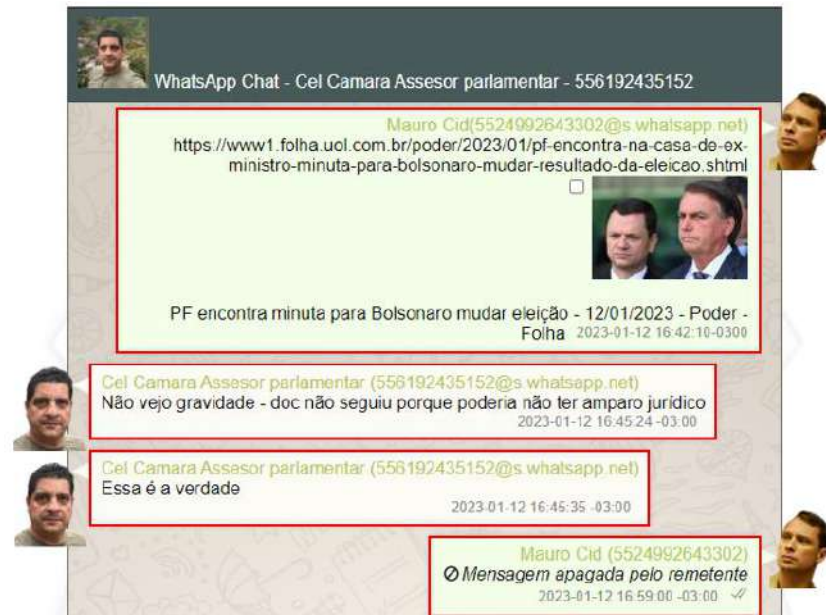 WhatsApp Chat - Cel Camara Assesor parlamentar - 556192435152
Mauro Cid(5524992643302@s.whatsapp.net)
https://www1.folha.uol.com.br/poder/2023/01/pf-encontra-na-casa-de-ex-
ministro-minuta-para-bolsonaro-mudar-resultado-da-eleicao.shtml
PF encontra minuta para Bolsonaro mudar eleição - 12/01/2023 - Poder -
Folha 2023-01-12 16:42:10-0300
Cel Camara Assesor parlamentar (556192435152@s.whatsapp.net)
Não vejo gravidade - doc não seguiu porque poderia não ter amparo jurídico
2023-01-12 16:45:24 -03:00
Cel Camara Assesor parlamentar (556192435152@s.whatsapp.net)
Essa é a verdade
2023-01-12 16:45:35 -03:00
Mauro Cid (5524992643302)
Mensagem apagada pelo remetente
2023-01-12 16:59:00 -03:00